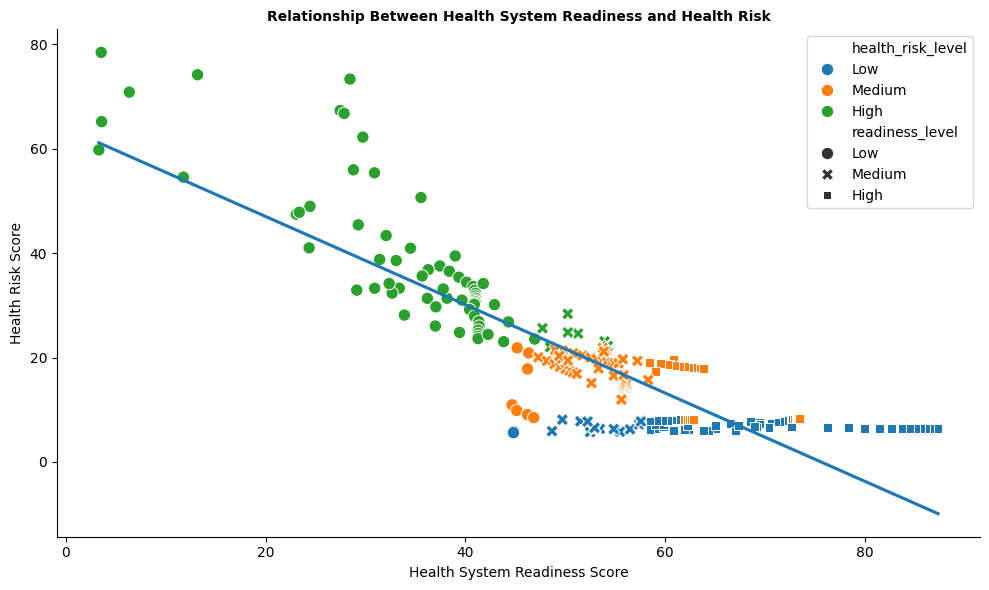 Relationship Between Health System Readiness and Health Risk
health_risk_level
Low
Medium
High
readiness_level
Low
Medium
High
Health Risk Score
80
60
40
20
0
0 20 40 60 80
Health System Readiness Score